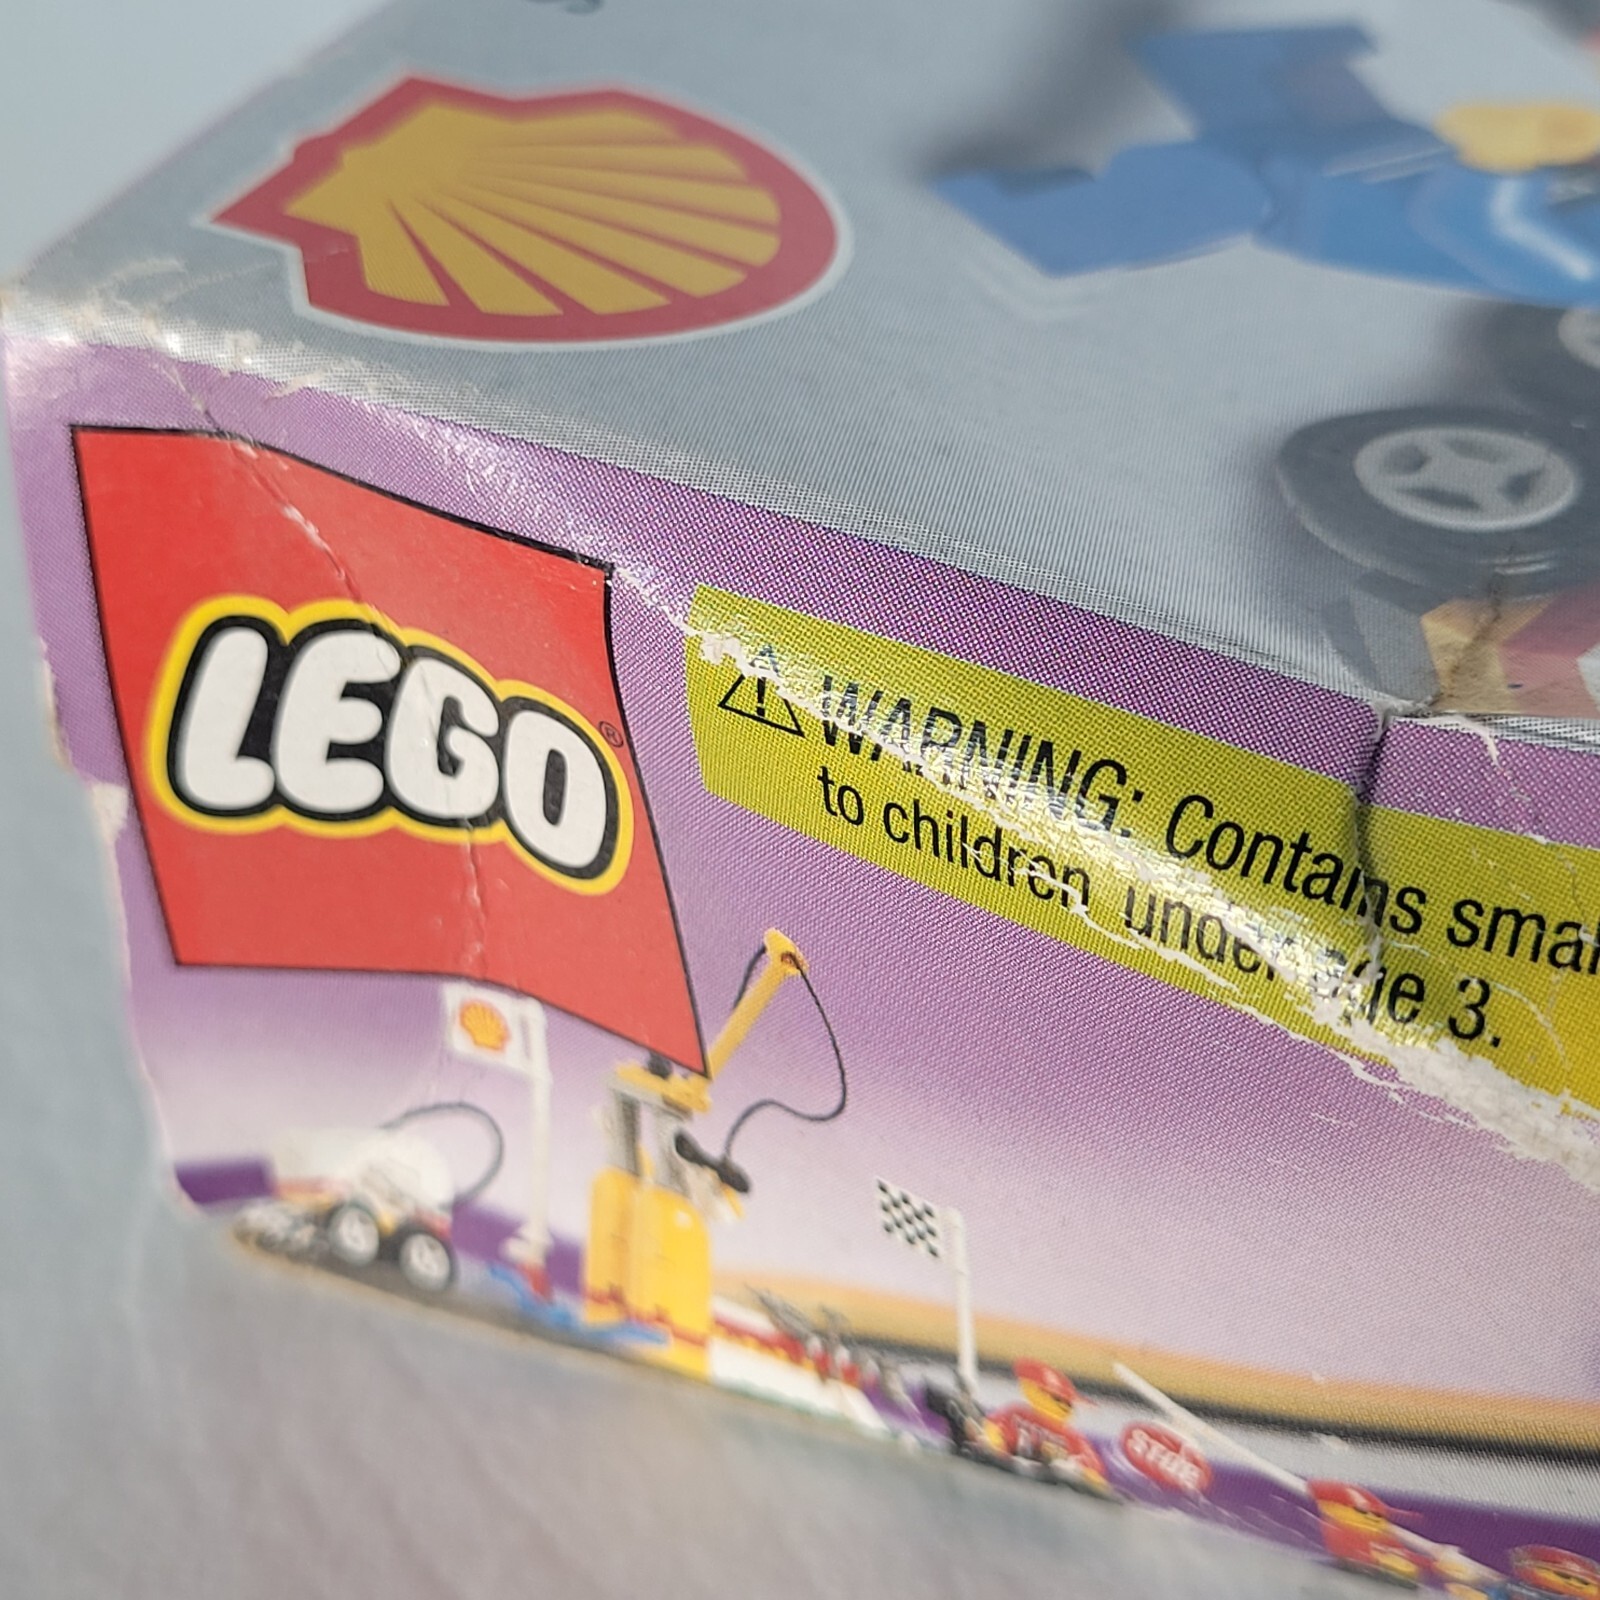 LEGO ®
WARNING: Contains smal
to children under age 3.